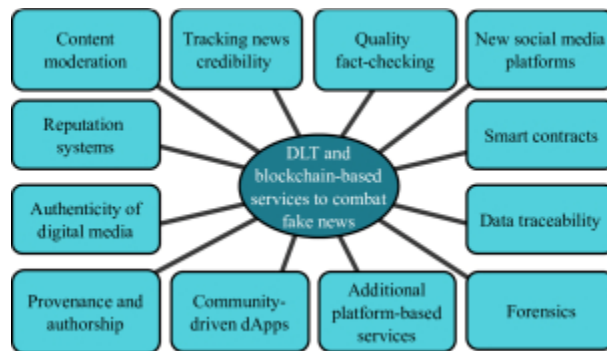 Content
moderation
Tracking news
credibility
Quality
fact-checking
New social media
platforms
Reputation
systems
DLT and
blockchain-based
services to combat
fake news
Smart contracts
Authenticity of
digital media
Data traceability
Provenance and
authorship
Community-
driven dApps
Additional
platform-based
services
Forensics